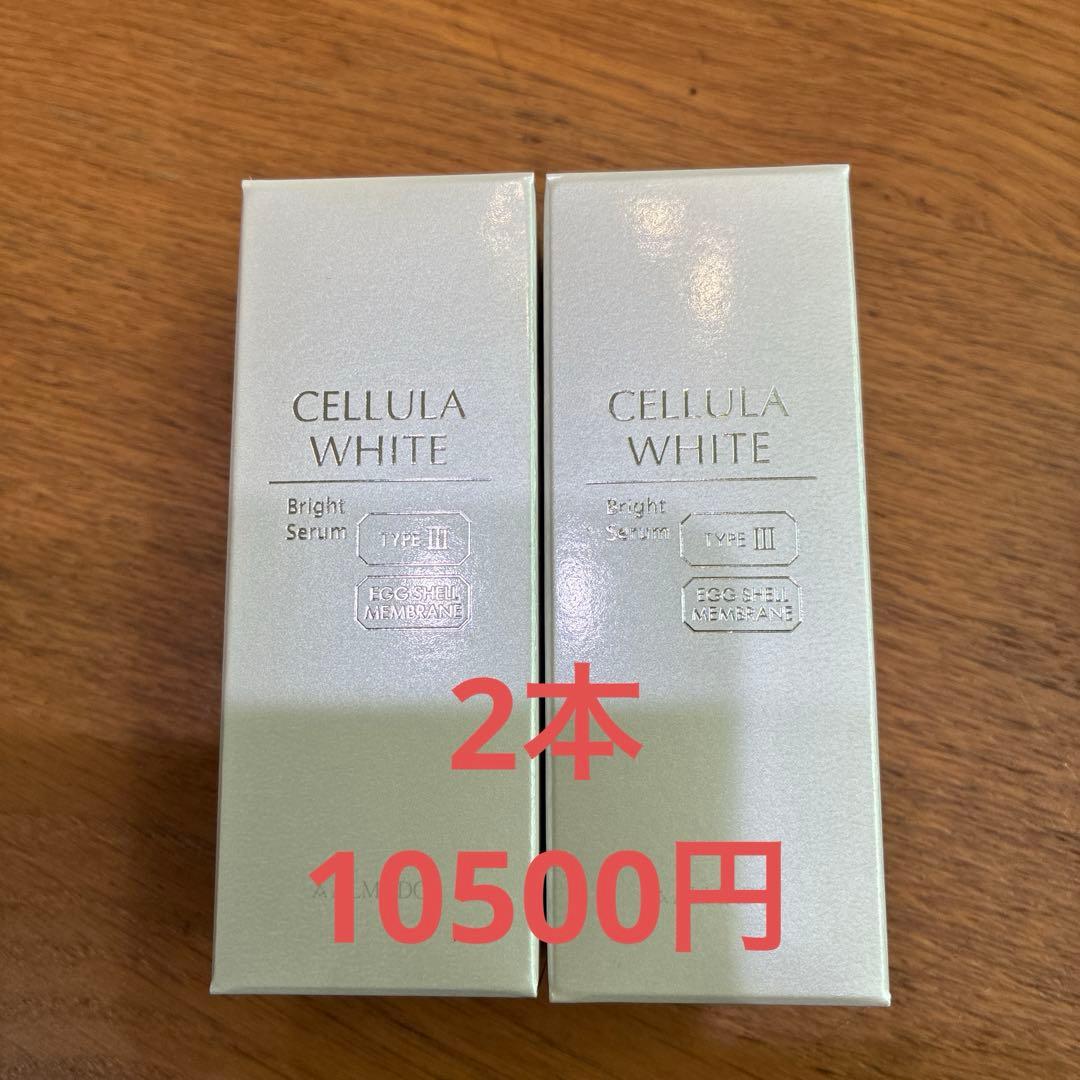 CELLULA
WHITE
Bright
Serum
TYPE III
EGG SHELL
MEMBRANE
CELLULA
WHITE
Bright
Serum
TYPE III
EGG SHELL
MEMBRANE
2本
10500円